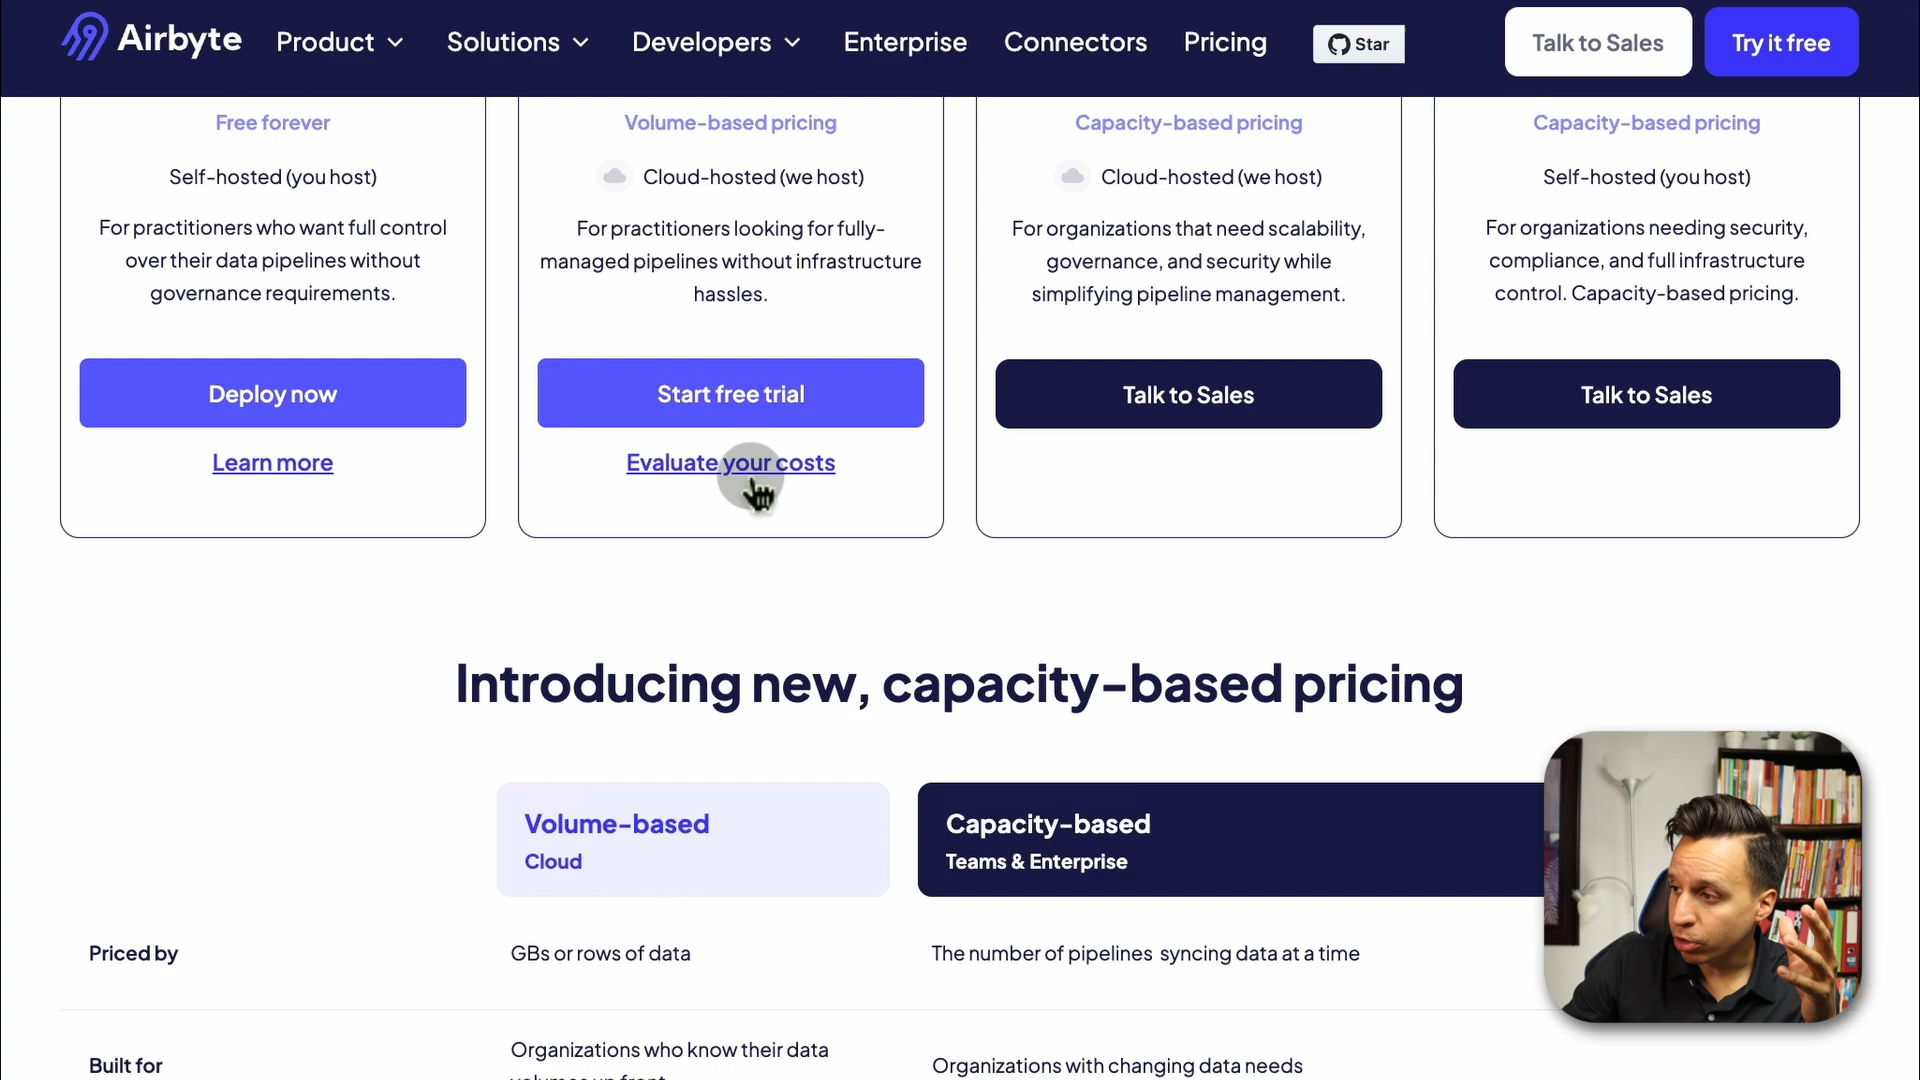 Airbyte
Product
Solutions
Developers
Enterprise
Connectors
Pricing
Star
Talk to Sales
Try it free
Free forever
Self-hosted (you host)
For practitioners who want full control
over their data pipelines without
governance requirements.
Deploy now
Learn more
Volume-based pricing
Cloud-hosted (we host)
For practitioners looking for fully-
managed pipelines without infrastructure
hassles.
Start free trial
Evaluate your costs
Capacity-based pricing
Cloud-hosted (we host)
For organizations that need scalability,
governance, and security while
simplifying pipeline management.
Talk to Sales
Capacity-based pricing
Self-hosted (you host)
For organizations needing security,
compliance, and full infrastructure
control. Capacity-based pricing.
Talk to Sales
Introducing new, capacity-based pricing
Volume-based
Cloud
Capacity-based
Teams & Enterprise
Priced by
GBs or rows of data
The number of pipelines syncing data at a time
Built for
Organizations who know their data
Organizations with changing data needs